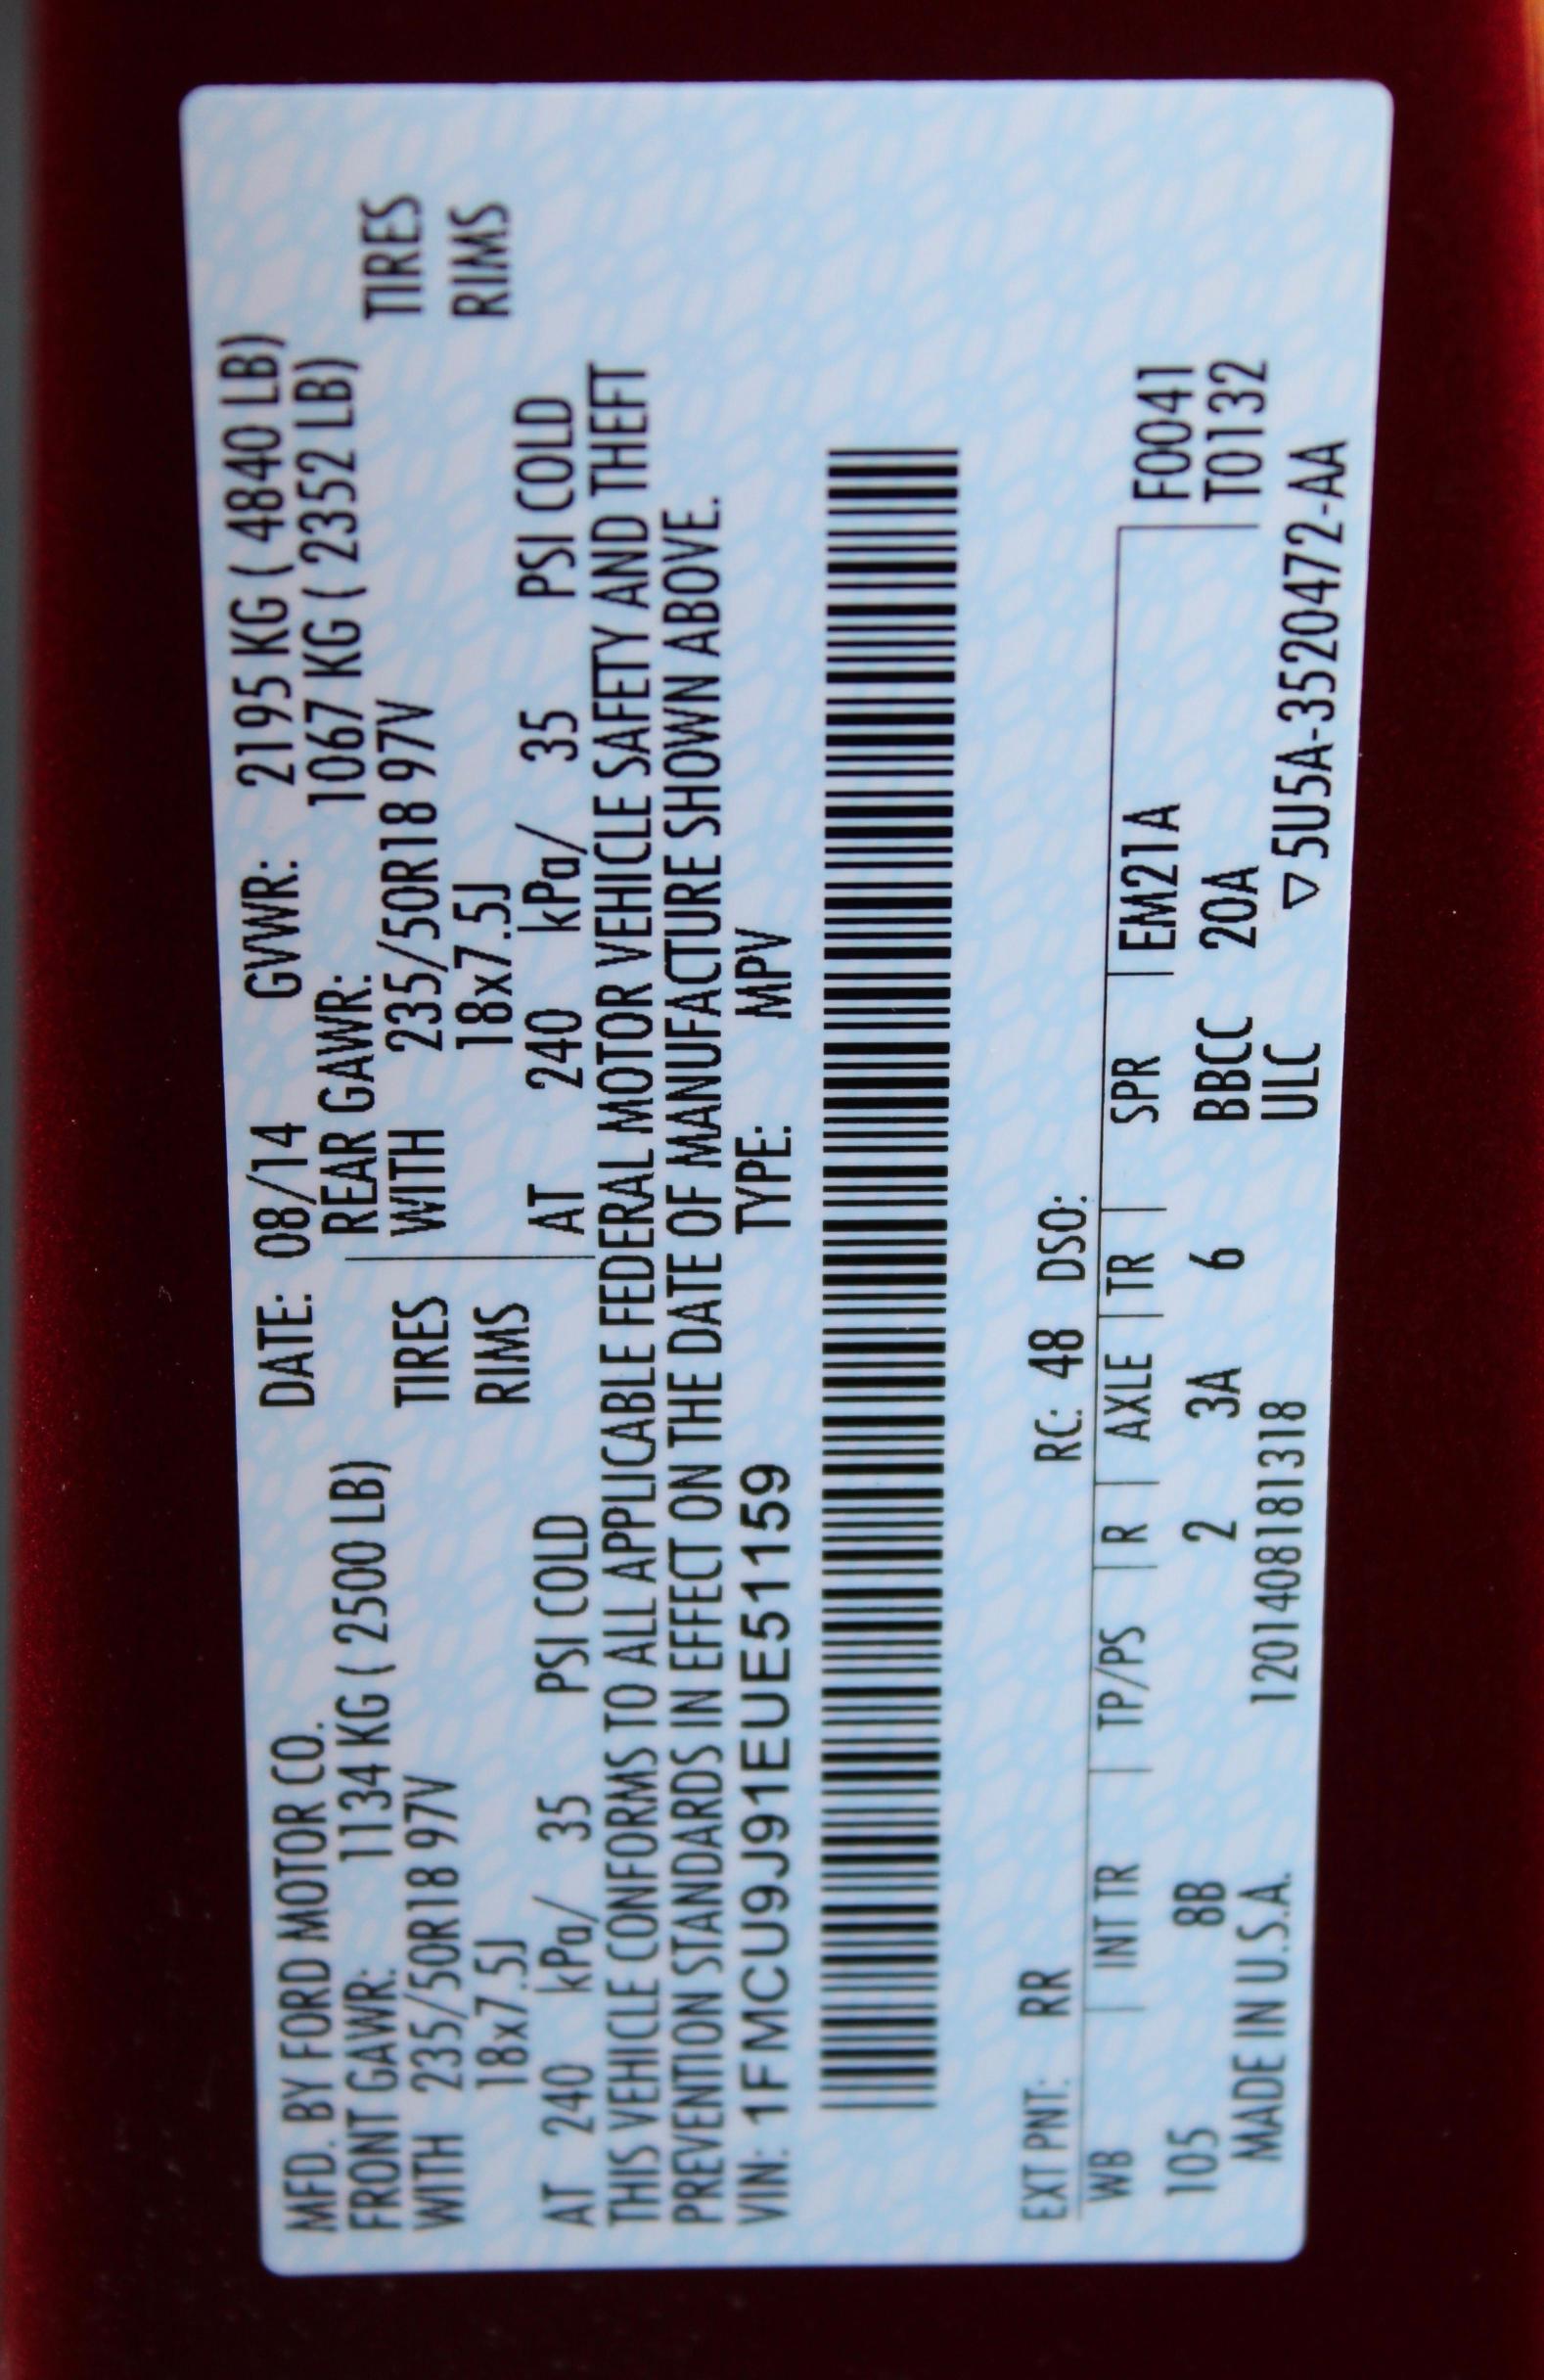 MFD. BY FORD MOTOR CO. DATE: 08/14 GVWR: 2195 KG ( 4840 LB)
FRONT GAWR: 1134 KG ( 2500 LB) REAR GAWR: 1067 KG ( 2352 LB)
WITH 235/50R18 97V TIRES WITH 235/50R18 97V TIRES
18x7.5J RIMS 18x7.5J RIMS
AT 240 kPa/ 35 PSI COLD AT 240 kPa/ 35 PSI COLD
THIS VEHICLE CONFORMS TO ALL APPLICABLE FEDERAL MOTOR VEHICLE SAFETY AND THEFT
PREVENTION STANDARDS IN EFFECT ON THE DATE OF MANUFACTURE SHOWN ABOVE.
VIN: 1FMCU9J91EUE51159 TYPE: MPV
EXT PNT: RR RC: 48 DSO:
WB | INT TR | TP/PS | R | AXLE | TR | SPR | EM21A F0041
105 8B 2 3A 6 BBCC 20A T0132
MADE IN U.S.A. 120140818131​8 ULC ▽5U5A-3520472-AA